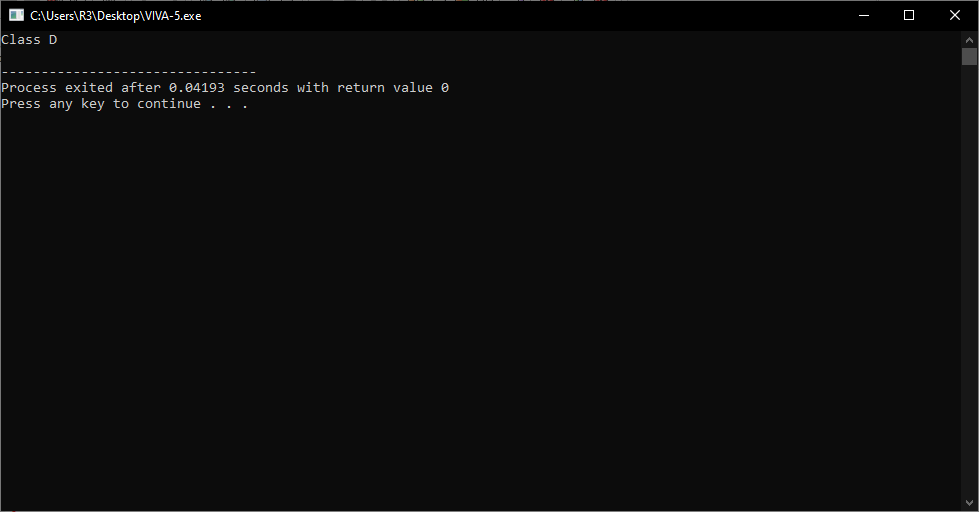 C:\Users\R3\Desktop\VIVA-5.exe
Class D
--------------------------------
Process exited after 0.04193 seconds with return value 0
Press any key to continue . . .